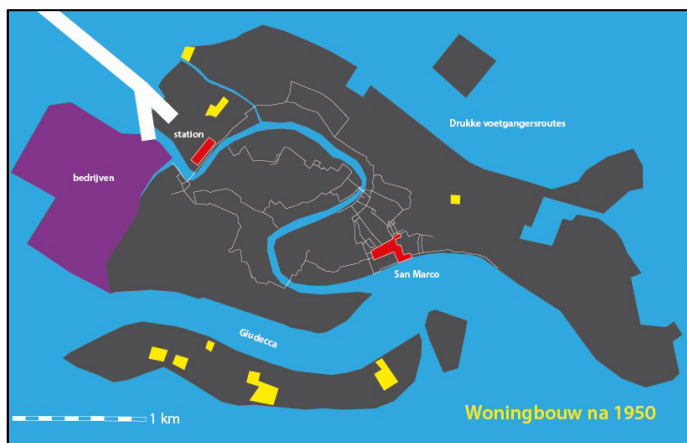 Drukke voetgangersroutes
station
bedrijven
San Marco
Giudecca
1 km
Woningbouw na 1950